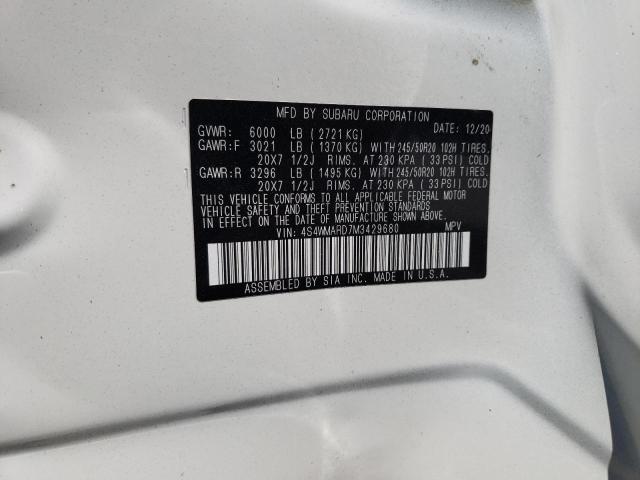 MFD BY SUBARU CORPORATION
GVWR: 6000 LB (2721 KG) DATE: 12/20
GAWR:F 3021 LB (1370 KG) WITH 245/50R20 102H TIRES.
20X7 1/2J RIMS. AT 230 KPA (33 PSI) COLD
GAWR:R 3296 LB (1495 KG) WITH 245/50R20 102H TIRES.
20X7 1/2J RIMS. AT 230 KPA (33 PSI) COLD
THIS VEHICLE CONFORMS TO ALL APPLICABLE FEDERAL MOTOR
VEHICLE SAFETY AND THEFT PREVENTION STANDARDS
IN EFFECT ON THE DATE OF MANUFACTURE SHOWN ABOVE.
VIN: 4S4WMARD7M3429680 MPV
ASSEMBLED BY SIA INC. MADE IN U.S.A.